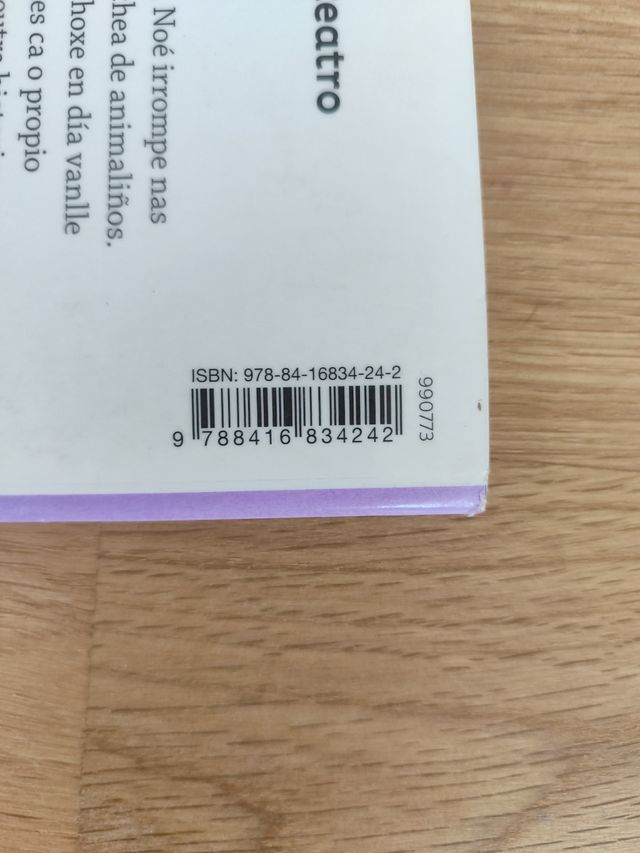 eatro
Noé irrompe nas
hea de animaliños.
hoxe en día vanlle
es ca o propio
ISBN: 978-84-16834-24-2
9 788416 834242
990773